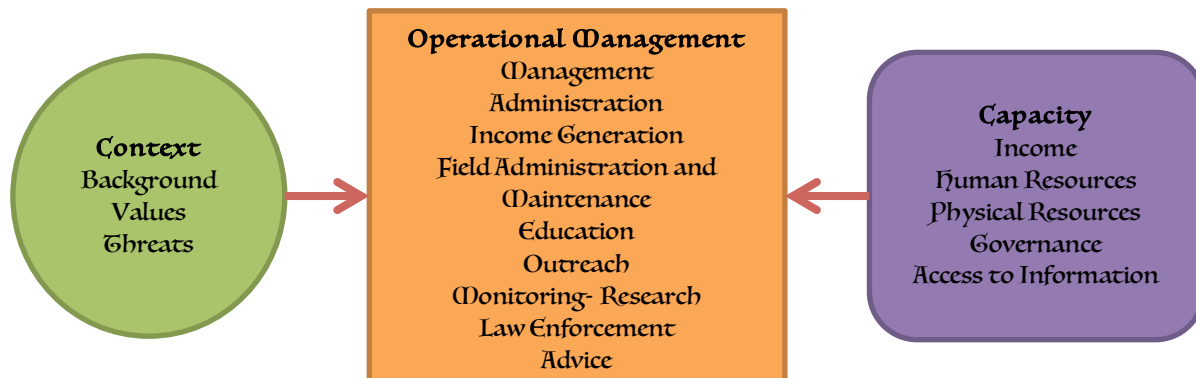 Context
Background
Values
Threats
Operational Management
Management
Administration
Income Generation
Field Administration and
Maintenance
Education
Outreach
Monitoring- Research
Law Enforcement
Advice
Capacity
Income
Human Resources
Physical Resources
Governance
Access to Information